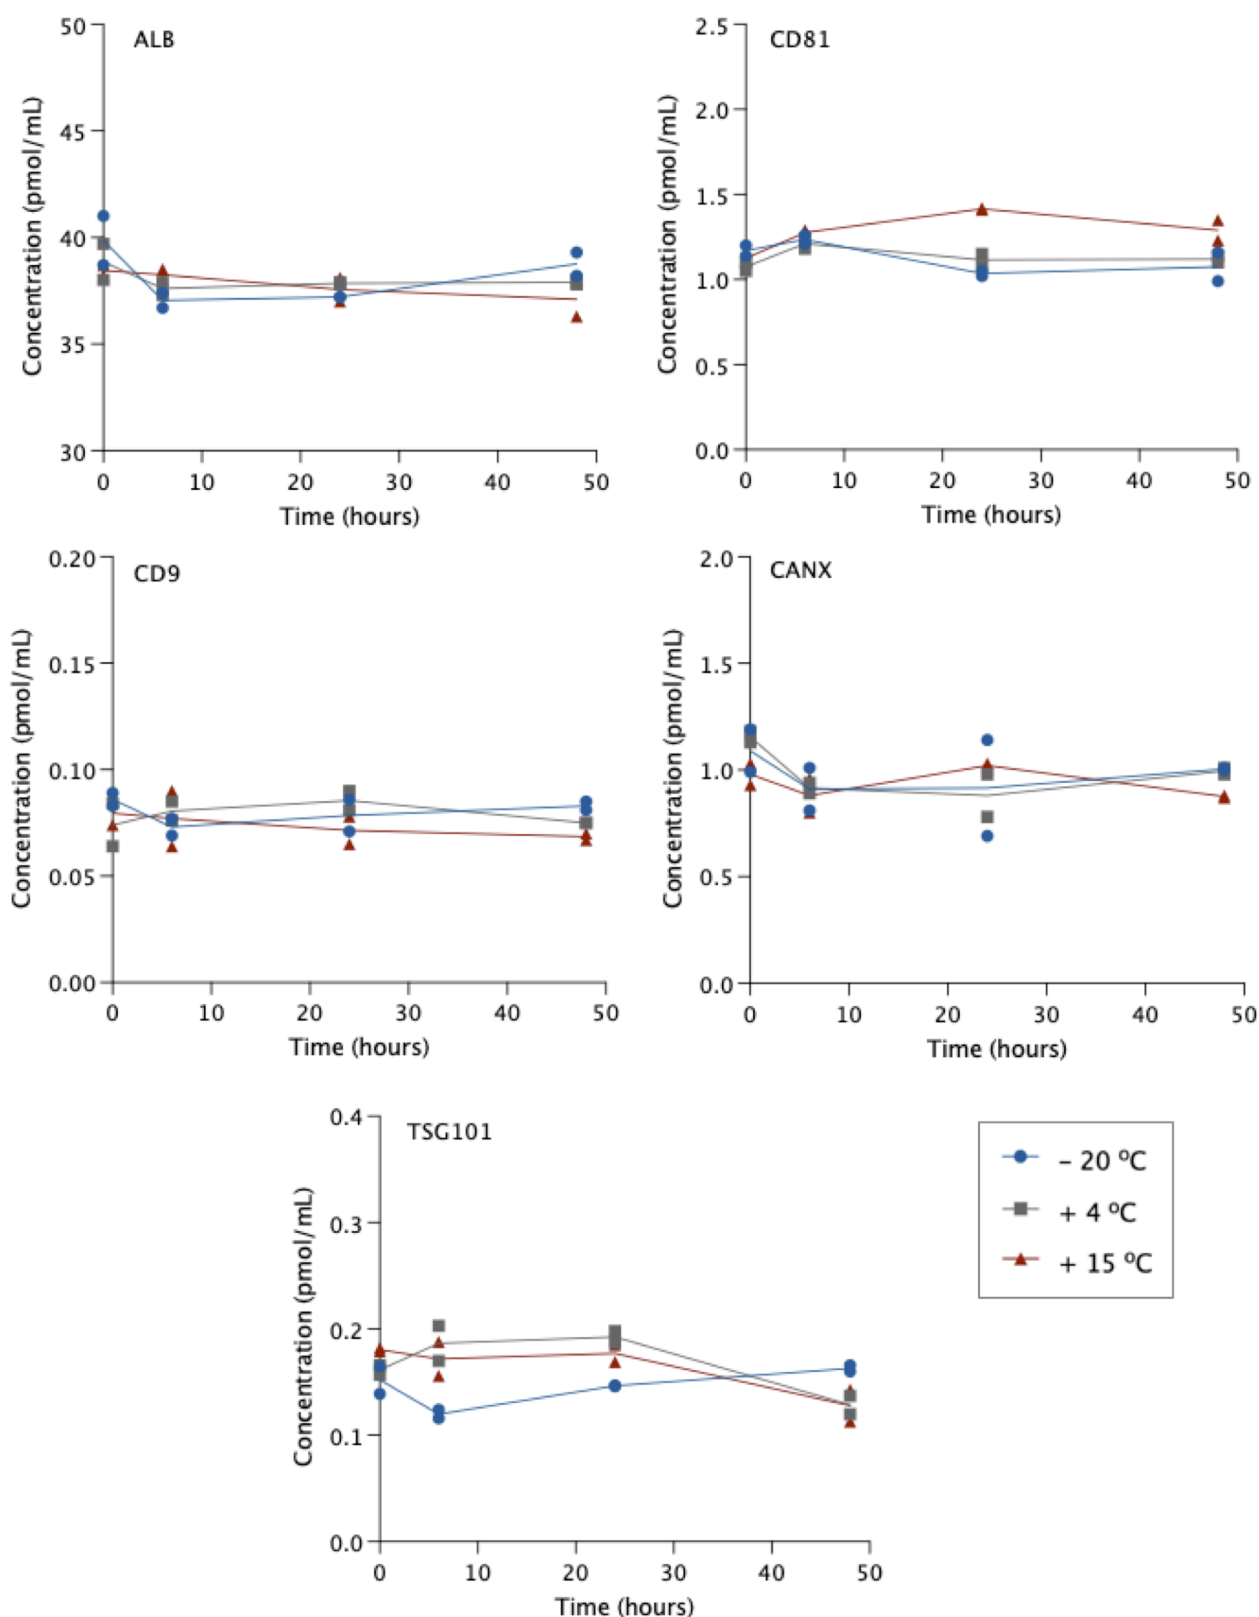 ALB
Concentration (pmol/mL)
50
45
40
35
30
0 10 20 30 40 50
Time (hours)
CD81
Concentration (pmol/mL)
2.5
2.0
1.5
1.0
0.5
0.0
0 10 20 30 40 50
Time (hours)
CD9
Concentration (pmol/mL)
0.20
0.15
0.10
0.05
0.00
0 10 20 30 40 50
Time (hours)
CANX
Concentration (pmol/mL)
2.0
1.5
1.0
0.5
0.0
0 10 20 30 40 50
Time (hours)
TSG101
Concentration (pmol/mL)
0.4
0.3
0.2
0.1
0.0
0 10 20 30 40 50
Time (hours)
– 20 ºC
+ 4 ºC
+ 15 ºC